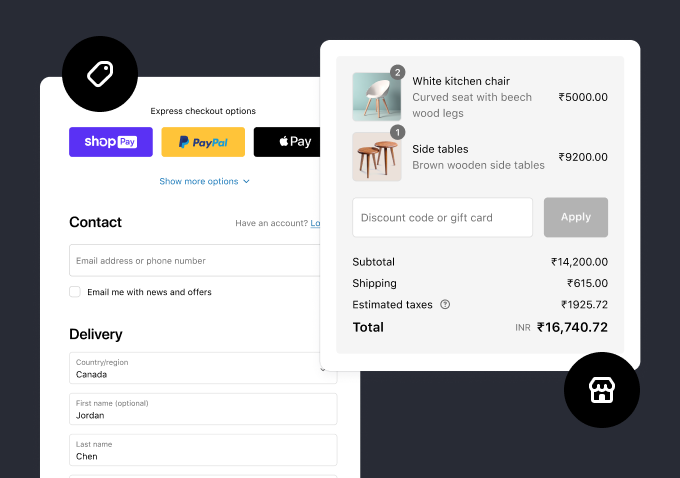 Express checkout options
shop Pay
PayPal
Pay
Show more options
Contact
Have an account? Lo
Email address or phone number
Email me with news and offers
Delivery
Country/region
Canada
First name (optional)
Jordan
Last name
Chen
2
White kitchen chair
Curved seat with beech
wood legs
₹5000.00
1
Side tables
Brown wooden side tables
₹9200.00
Discount code or gift card
Apply
Subtotal ₹14,200.00
Shipping ₹615.00
Estimated taxes ? ₹1925.72
Total INR ₹16,740.72